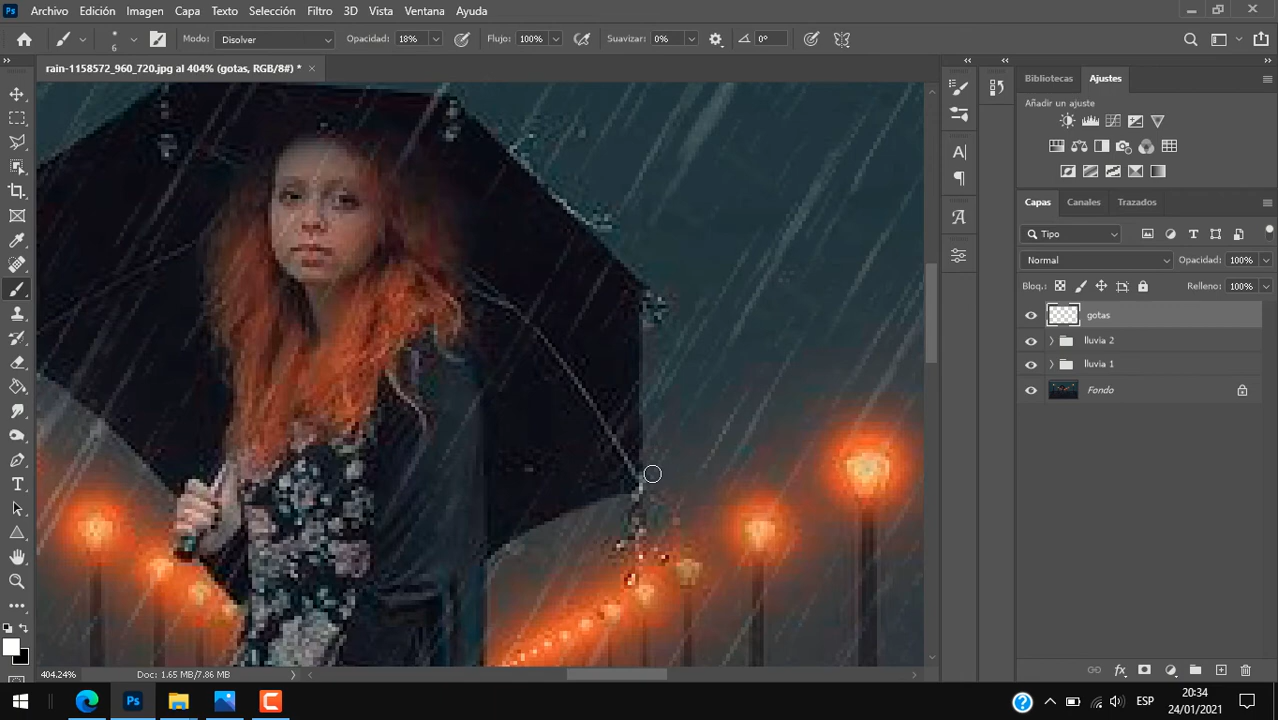 Ps Archivo Edición Imagen Capa Texto Selección Filtro 3D Vista Ventana Ayuda
6 Modo: Disolver Opacidad: 18% Flujo: 100% Suavizar: 0% 0°
rain-1158572_960_720.jpg al 404% (gotas, RGB/8#) *
Bibliotecas Ajustes
Añadir un ajuste
Capas Canales Trazados
Tipo
Normal Opacidad: 100%
Bloq.: Relleno: 100%
gotas
lluvia 2
lluvia 1
Fondo
404.24% Doc: 1.65 MB/7.86 MB
Ps ESP 20:34
24/01/2021